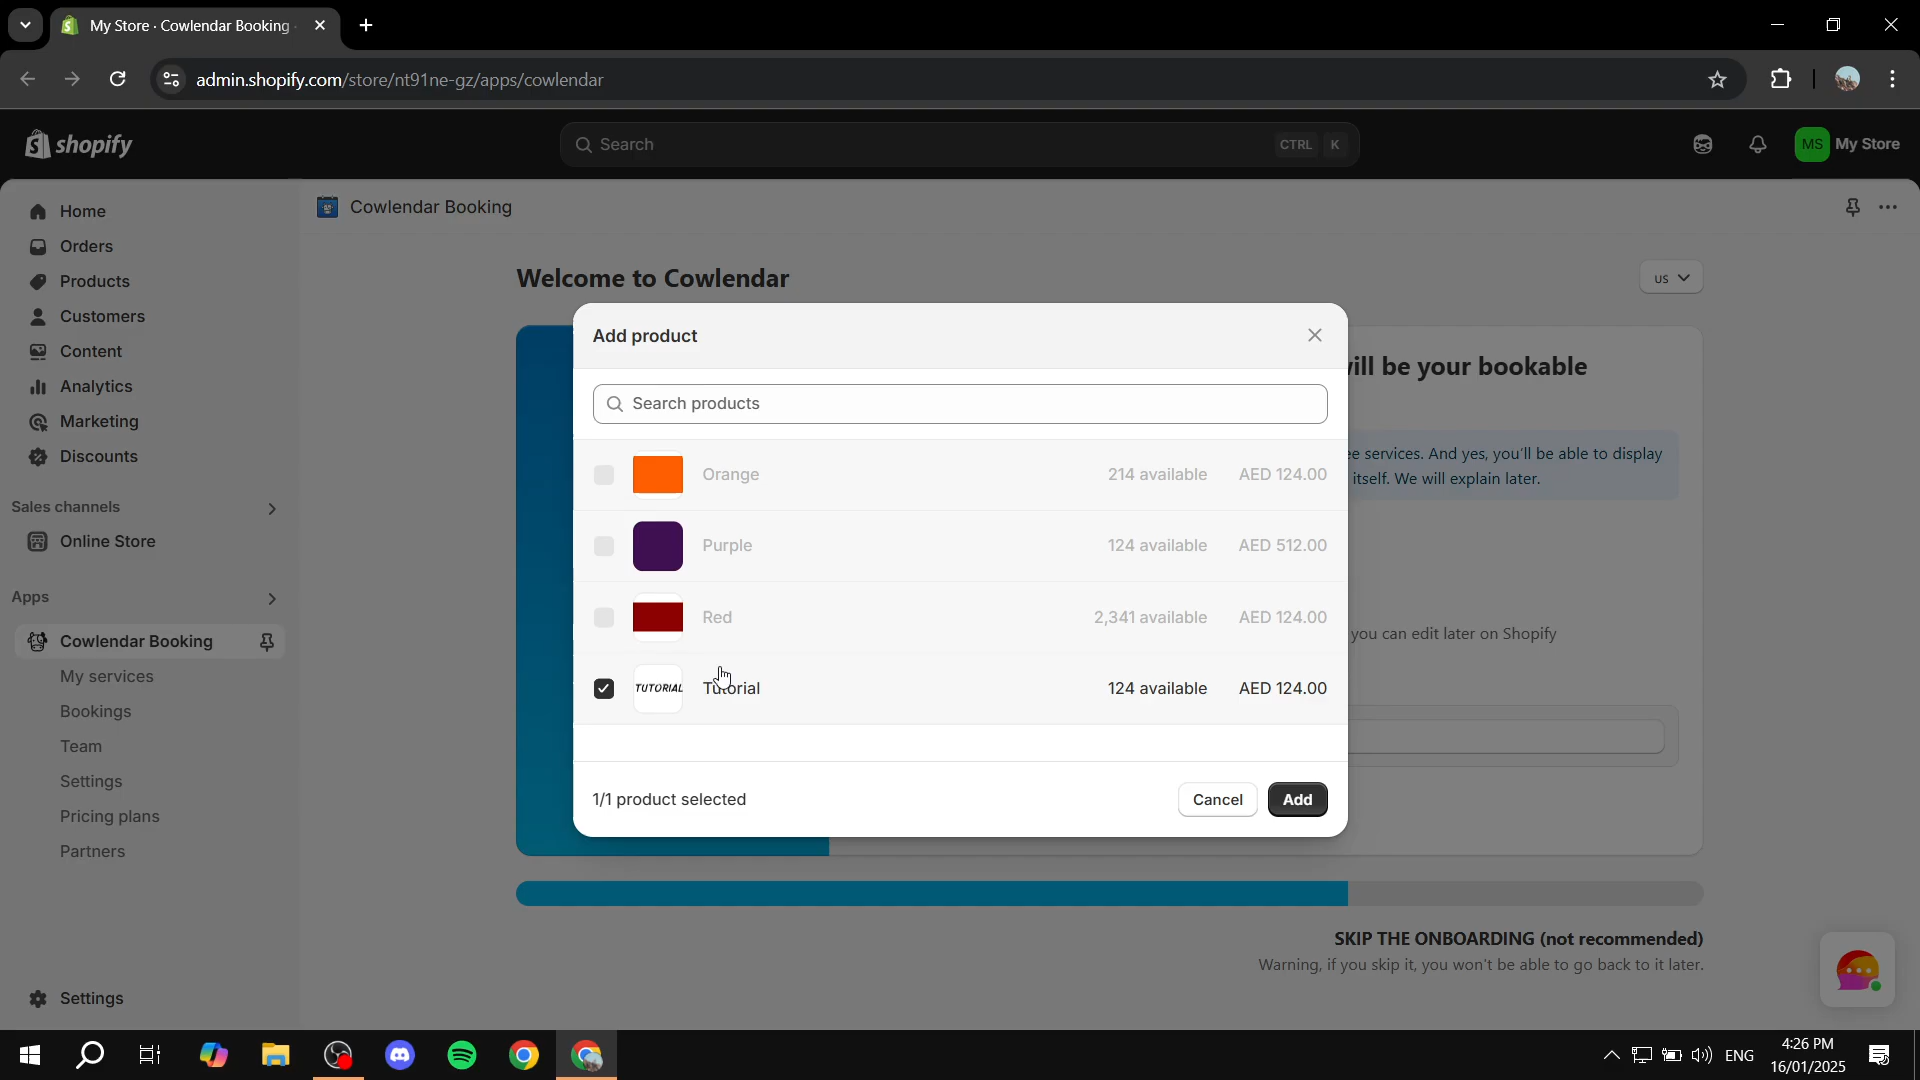 My Store · Cowlendar Booking
admin.shopify.com/store/nt91ne-gz/apps/cowlendar
shopify
Search
CTRL K
MS My Store
Home
Orders
Products
Customers
Content
Analytics
Marketing
Discounts
Sales channels
Online Store
Apps
Cowlendar Booking
My services
Bookings
Team
Settings
Pricing plans
Partners
Settings
Cowlendar Booking
Welcome to Cowlendar
us
ill be your bookable
ee services. And yes, you'll be able to display
itself. We will explain later.
you can edit later on Shopify
Add product
Search products
Orange 214 available AED 124.00
Purple 124 available AED 512.00
Red 2,341 available AED 124.00
TUTORIAL Tutorial 124 available AED 124.00
1/1 product selected
Cancel Add
SKIP THE ONBOARDING (not recommended)
Warning, if you skip it, you won't be able to go back to it later.
ENG
4:26 PM
16/01/2025